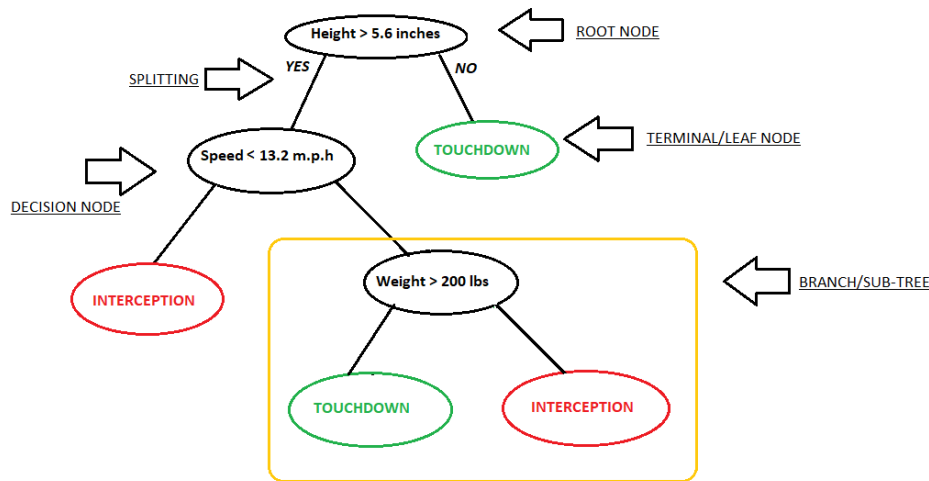 Height > 5.6 inches
ROOT NODE
YES
NO
SPLITTING
TERMINAL/LEAF NODE
TOUCHDOWN
Speed < 13.2 m.p.h
DECISION NODE
Weight > 200 lbs
BRANCH/SUB-TREE
INTERCEPTION
TOUCHDOWN
INTERCEPTION